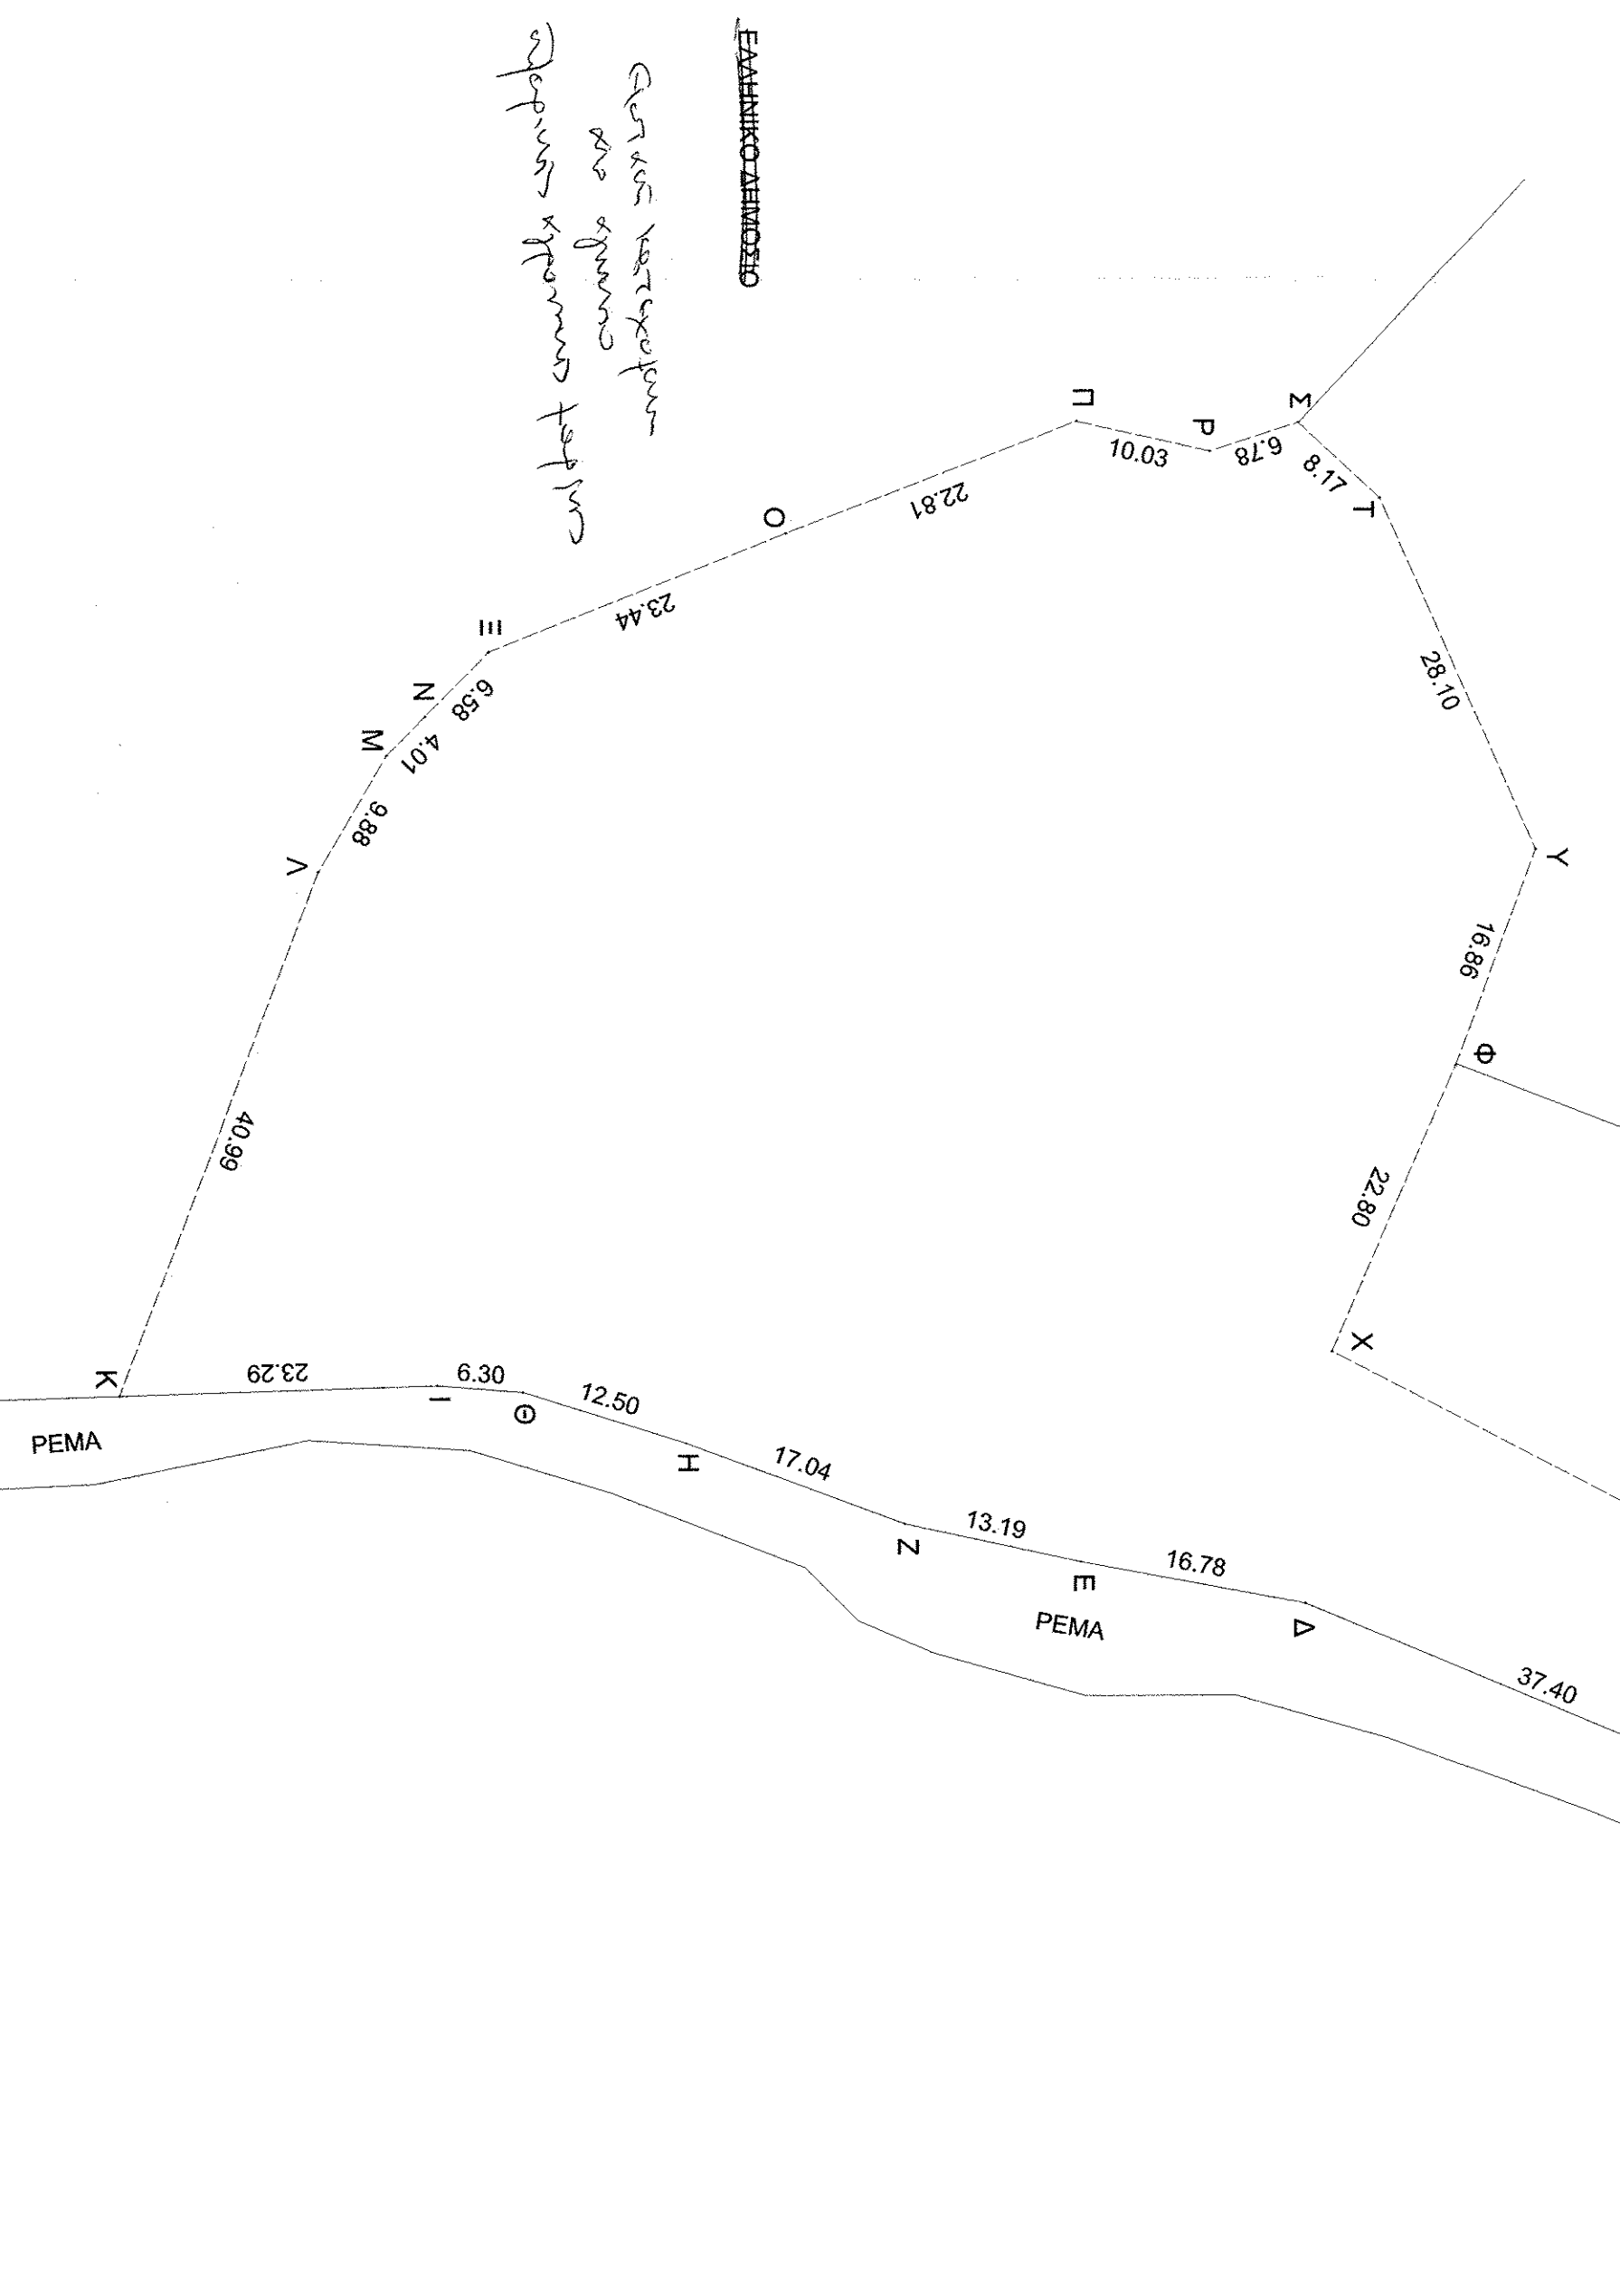 ΕΛΛΗΝΙΚΟ ΔΗΜΟΣΙΟ
Σ
Π
Ρ
10.03
6.78
8.17
Τ
22.81
Ο
23.44
Ξ
28.10
6.58
Ν
Μ
4.01
9.88
Λ
Υ
16.86
Φ
40.99
22.80
Χ
Κ
23.29
6.30
Ι
Θ
12.50
Η
17.04
ΡΕΜΑ
13.19
Ζ
16.78
Ε
ΡΕΜΑ
Δ
37.40